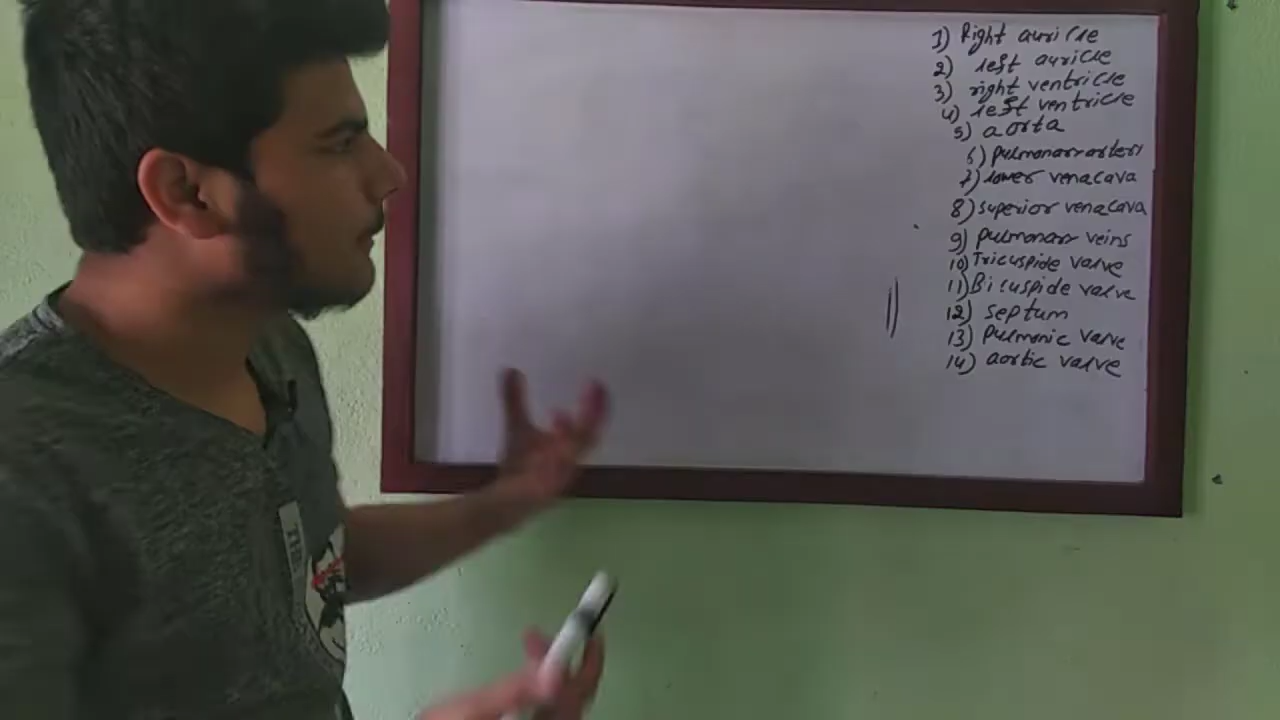 1) Right auricle
2) left auricle
3) right ventricle
4) left ventricle
5) aorta
6) pulmonary arteri
7) lower venacava
8) superior venacava
9) pulmonary veins
10) Tricuspide valve
11) Bicuspide valve
12) septum
13) pulmonic valve
14) aortic valve
THE